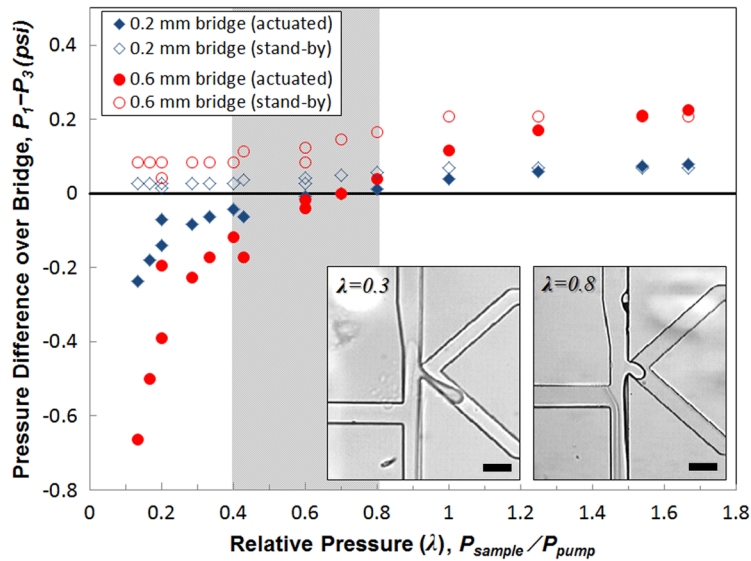 0.2 mm bridge (actuated)
0.2 mm bridge (stand-by)
0.6 mm bridge (actuated)
0.6 mm bridge (stand-by)
Pressure Difference over Bridge, P₁–P₃ (psi)
0.4
0.2
0
-0.2
-0.4
-0.6
-0.8
λ=0.3
λ=0.8
0 0.2 0.4 0.6 0.8 1 1.2 1.4 1.6 1.8
Relative Pressure (λ), Psample/Ppump